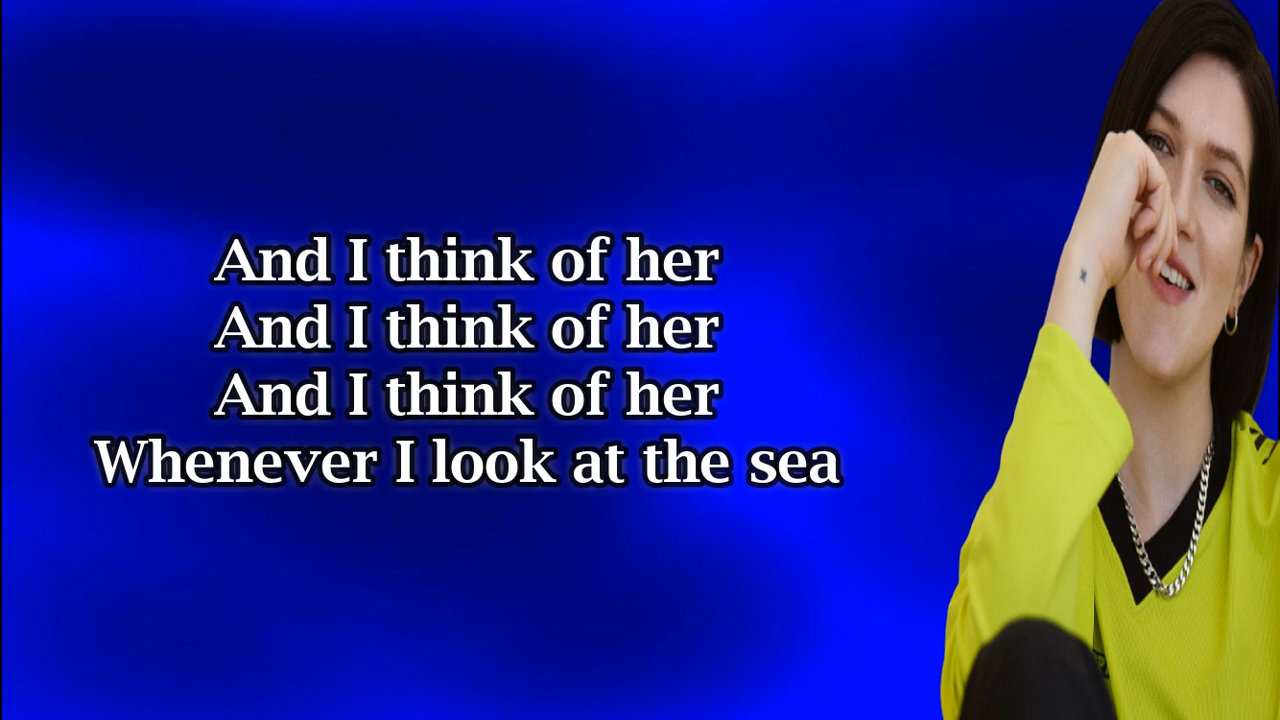 And I think of her
And I think of her
And I think of her
Whenever I look at the sea